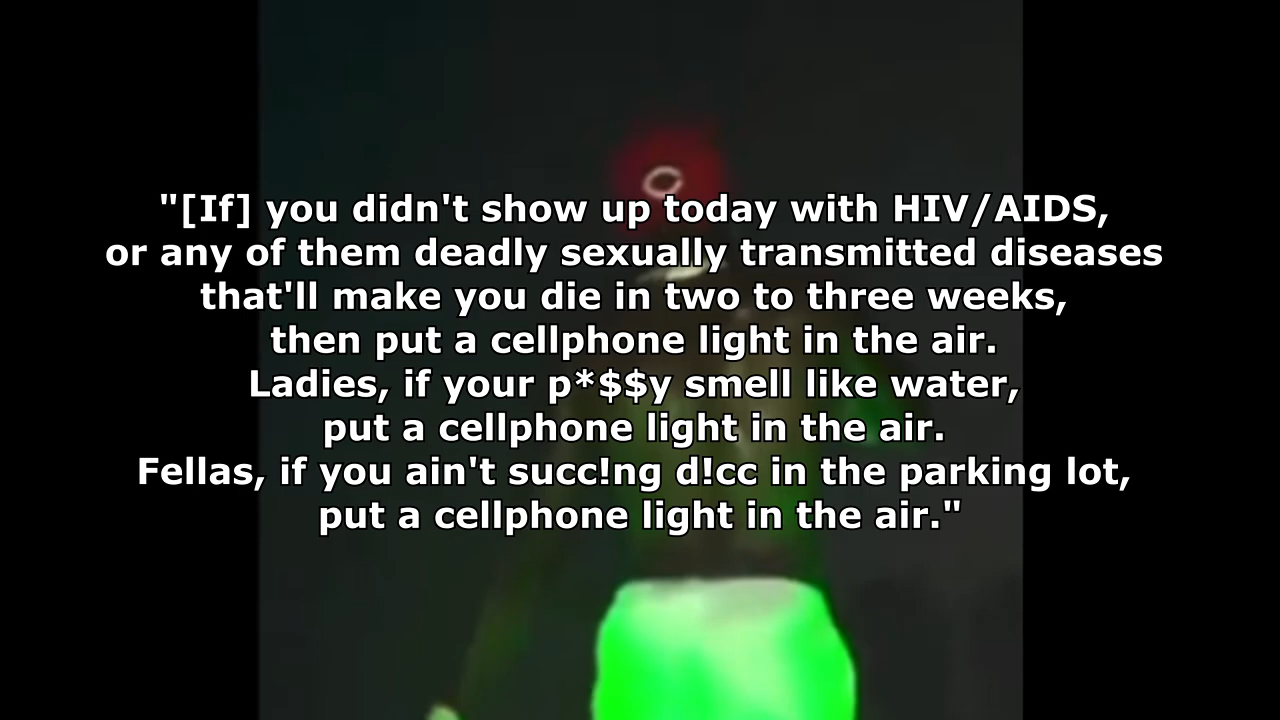 "[If] you didn't show up today with HIV/AIDS,
or any of them deadly sexually transmitted diseases
that'll make you die in two to three weeks,
then put a cellphone light in the air.
Ladies, if your p*$$y smell like water,
put a cellphone light in the air.
Fellas, if you ain't succ!ng d!cc in the parking lot,
put a cellphone light in the air."